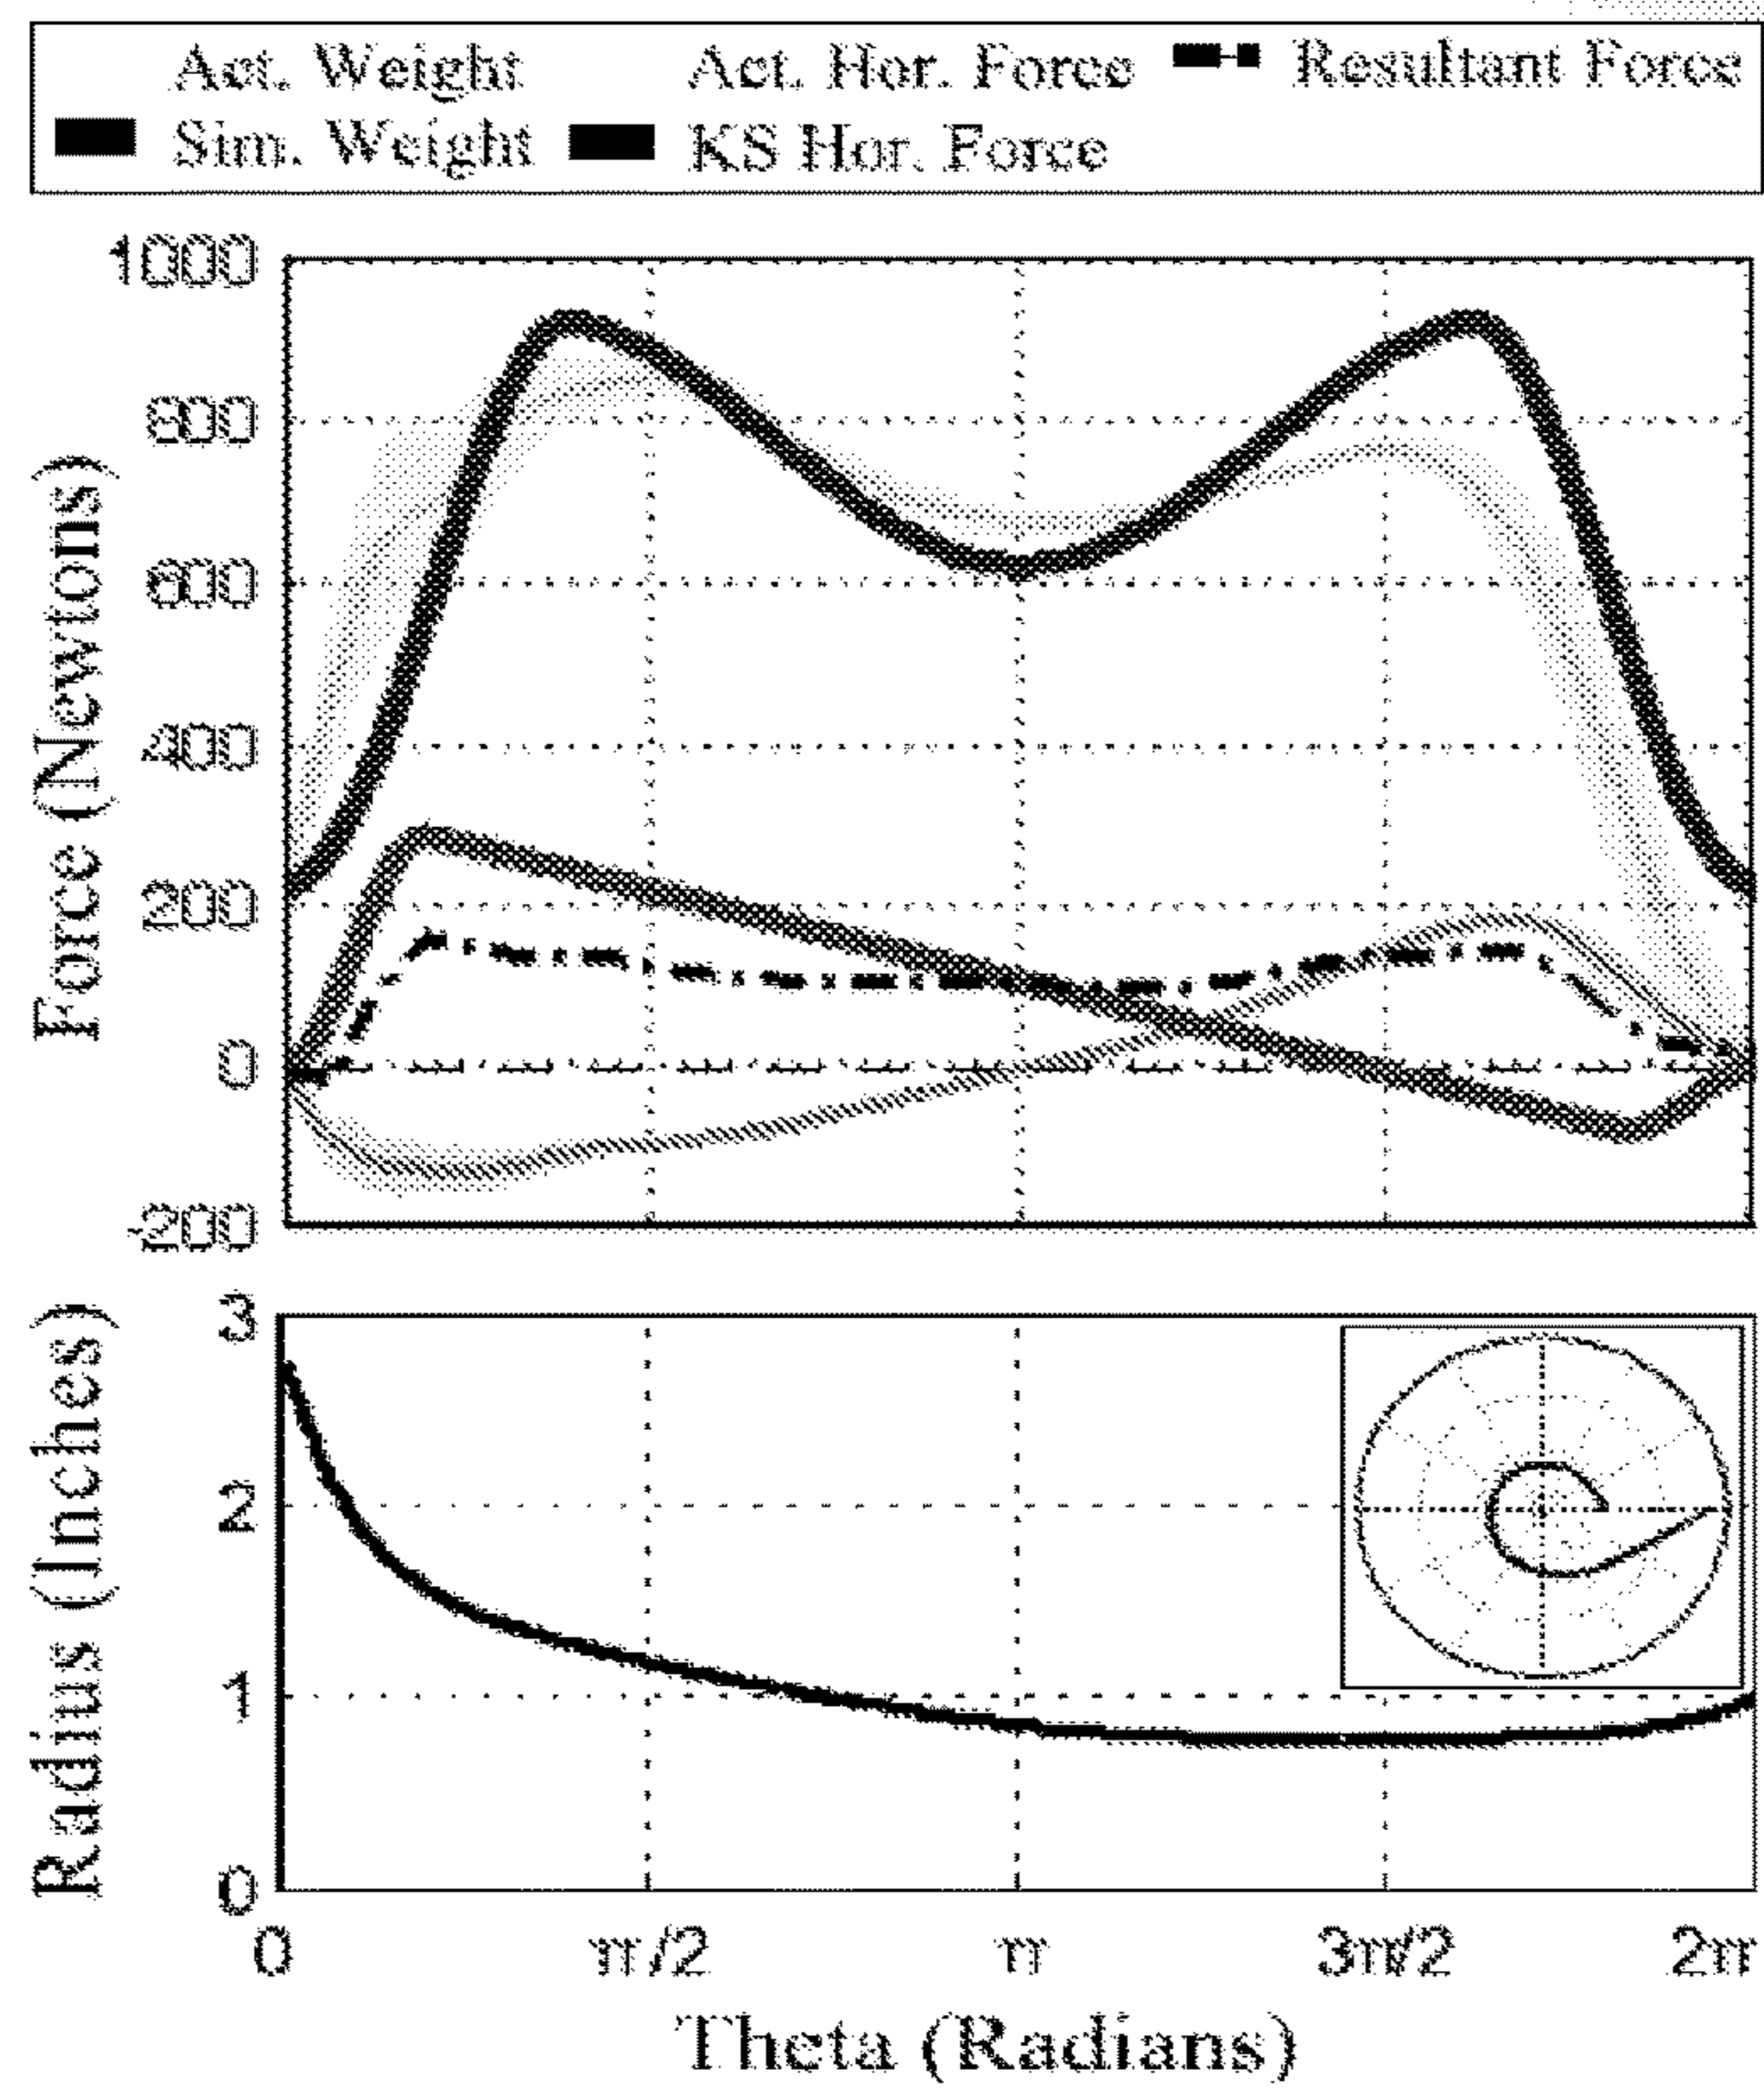 Act. Weight Act. Hor. Force Resultant Force
Sim. Weight KS Hor. Force
1000
800
600
400
200
0
-200
Force (Newtons)
3
2
1
0
Radius (Inches)
0 π/2 π 3π/2 2π
Theta (Radians)